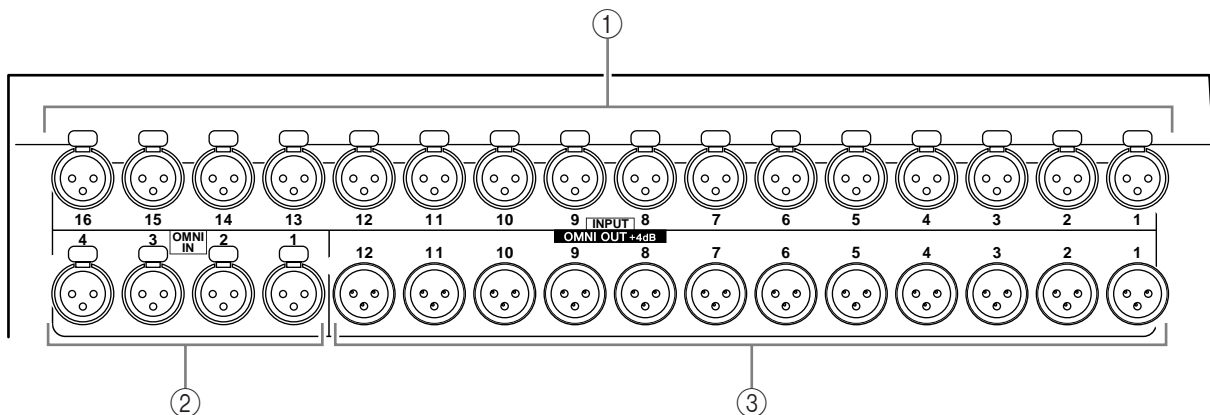 ①
16 15 14 13 12 11 10 9 8 7 6 5 4 3 2 1
INPUT
OMNI OUT +4dB
4 3 2 1
OMNI
IN
12 11 10 9 8 7 6 5 4 3 2 1
② ③